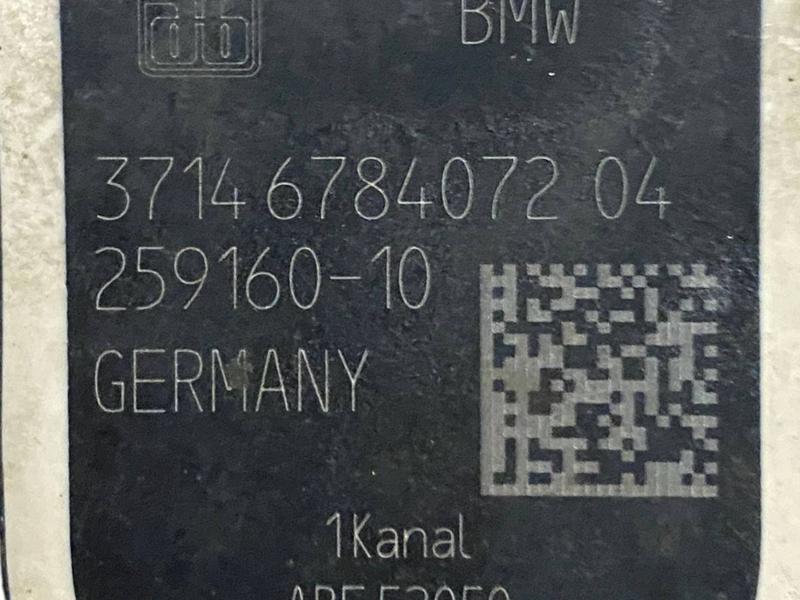 BMW
3714 6784072 04
259160-10
GERMANY
1Kanal